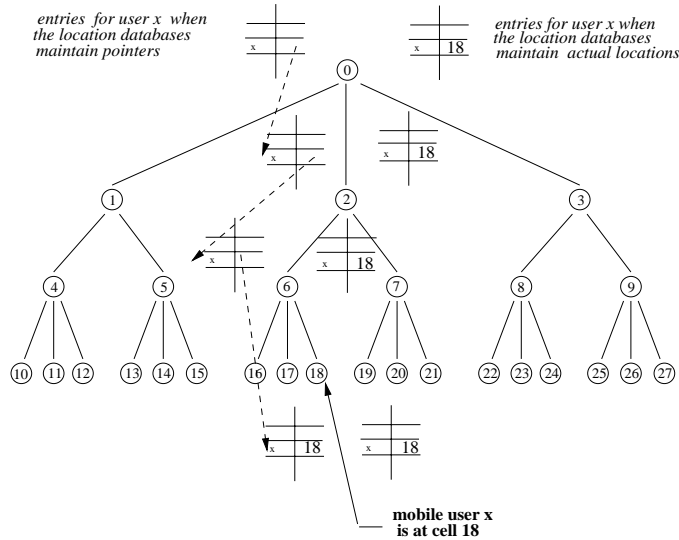 entries for user x when
the location databases
maintain pointers
x
x 18
entries for user x when
the location databases
maintain actual locations
0
x
x 18
1
2
3
x
x 18
4
5
6
7
8
9
10 11 12
13 14 15
16 17 18
19 20 21
22 23 24
25 26 27
x 18
x 18
mobile user x
is at cell 18